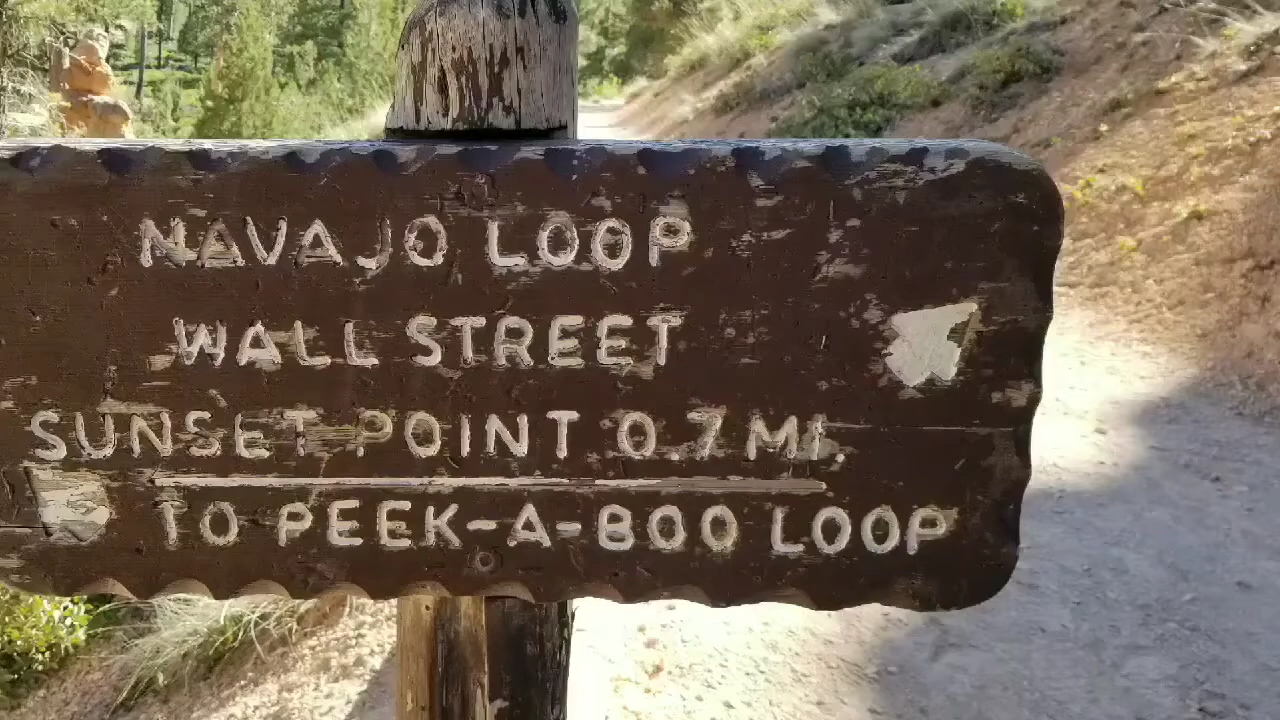 NAVAJO LOOP
WALL STREET
SUNSET POINT 0.7 MI.
TO PEEK-A-BOO LOOP